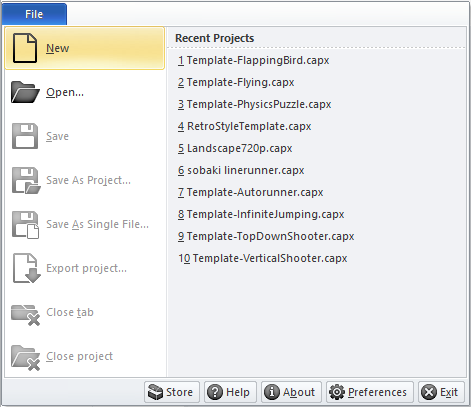 File
New
Open...
Save
Save As Project...
Save As Single File...
Export project...
Close tab
Close project
Recent Projects
1 Template-FlappingBird.capx
2 Template-Flying.capx
3 Template-PhysicsPuzzle.capx
4 RetroStyleTemplate.capx
5 Landscape720p.capx
6 sobaki linerunner.capx
7 Template-Autorunner.capx
8 Template-InfiniteJumping.capx
9 Template-TopDownShooter.capx
10 Template-VerticalShooter.capx
Store Help About Preferences Exit